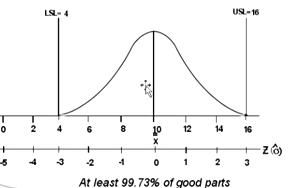 LSL= 4 USL=16
0 2 4 6 8 10 12 14 16
x
-5 -4 -3 -2 -1 0 1 2 3 Z (σ̂)
At least 99.73% of good parts